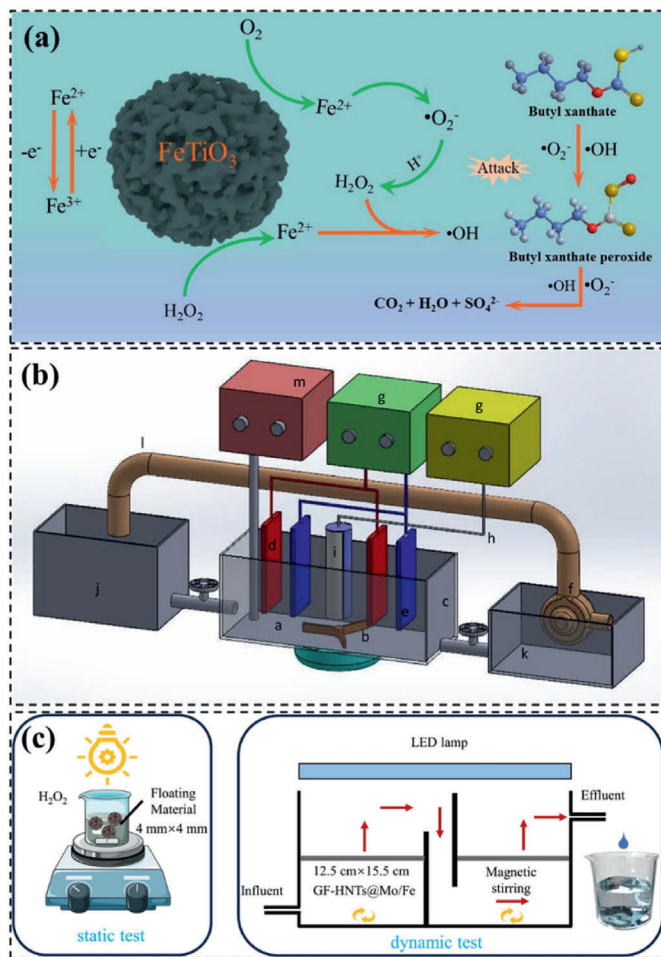 (a)
O₂
Fe²⁺
Fe²⁺
•O₂⁻
-e⁻
+e⁻
FeTiO₃
H⁺
H₂O₂
Fe³⁺
Fe²⁺
•OH
H₂O₂
Butyl xanthate
•O₂⁻
•OH
Attack
Butyl xanthate peroxide
•OH
•O₂⁻
CO₂ + H₂O + SO₄²⁻
(b)
m
g
g
l
h
d
i
j
a
b
e
c
f
k
(c)
H₂O₂
Floating
Material
4 mm×4 mm
static test
LED lamp
Effluent
12.5 cm×15.5 cm
GF-HNTs@Mo/Fe
Magnetic
stirring
Influent
dynamic test